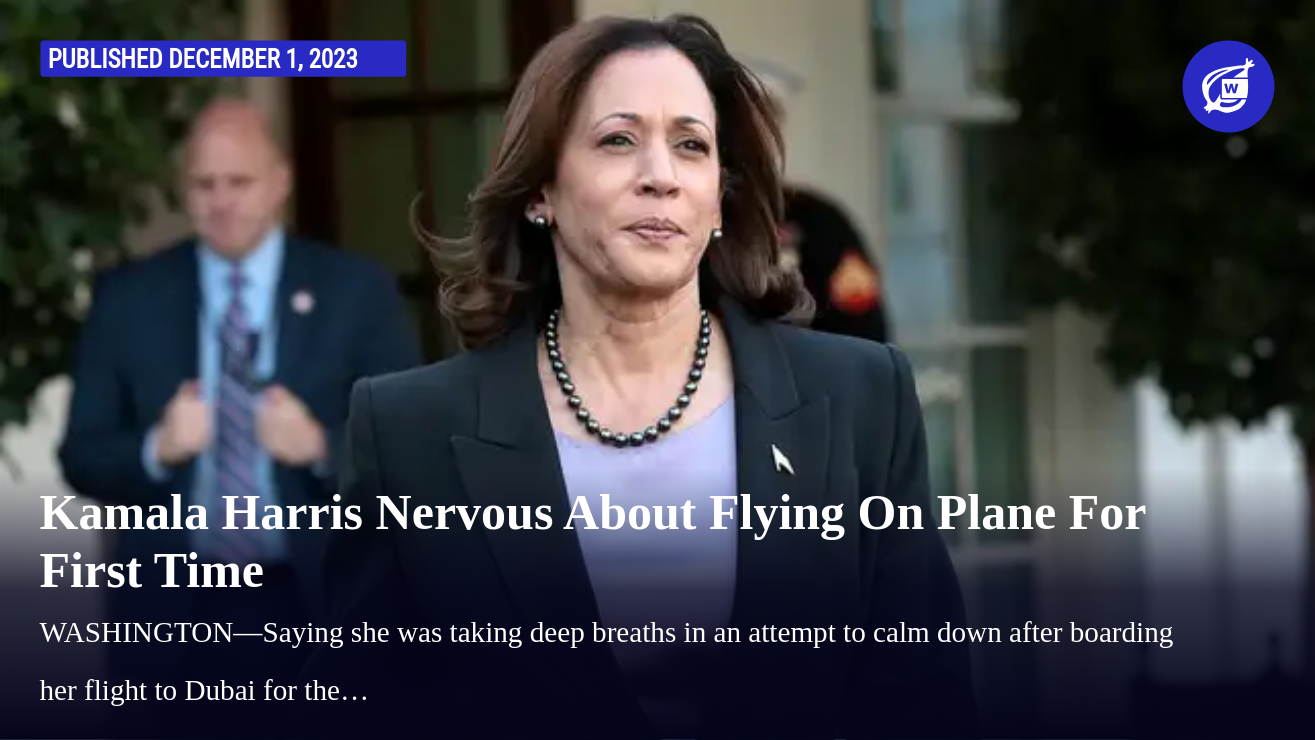 PUBLISHED DECEMBER 1, 2023
W
Kamala Harris Nervous About Flying On Plane For
First Time
WASHINGTON—Saying she was taking deep breaths in an attempt to calm down after boarding
her flight to Dubai for the…